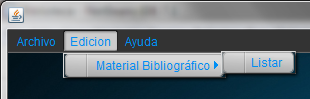 Archivo Edicion Ayuda
Material Bibliográfico Listar